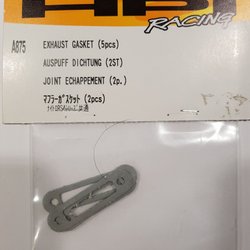 HPI
RACING
A875 EXHAUST GASKET (5pcs)
AUSPUFF DICHTUNG (2ST)
JOINT ECHAPPEMENT (2p.)
マフラーガスケット (2pcs)